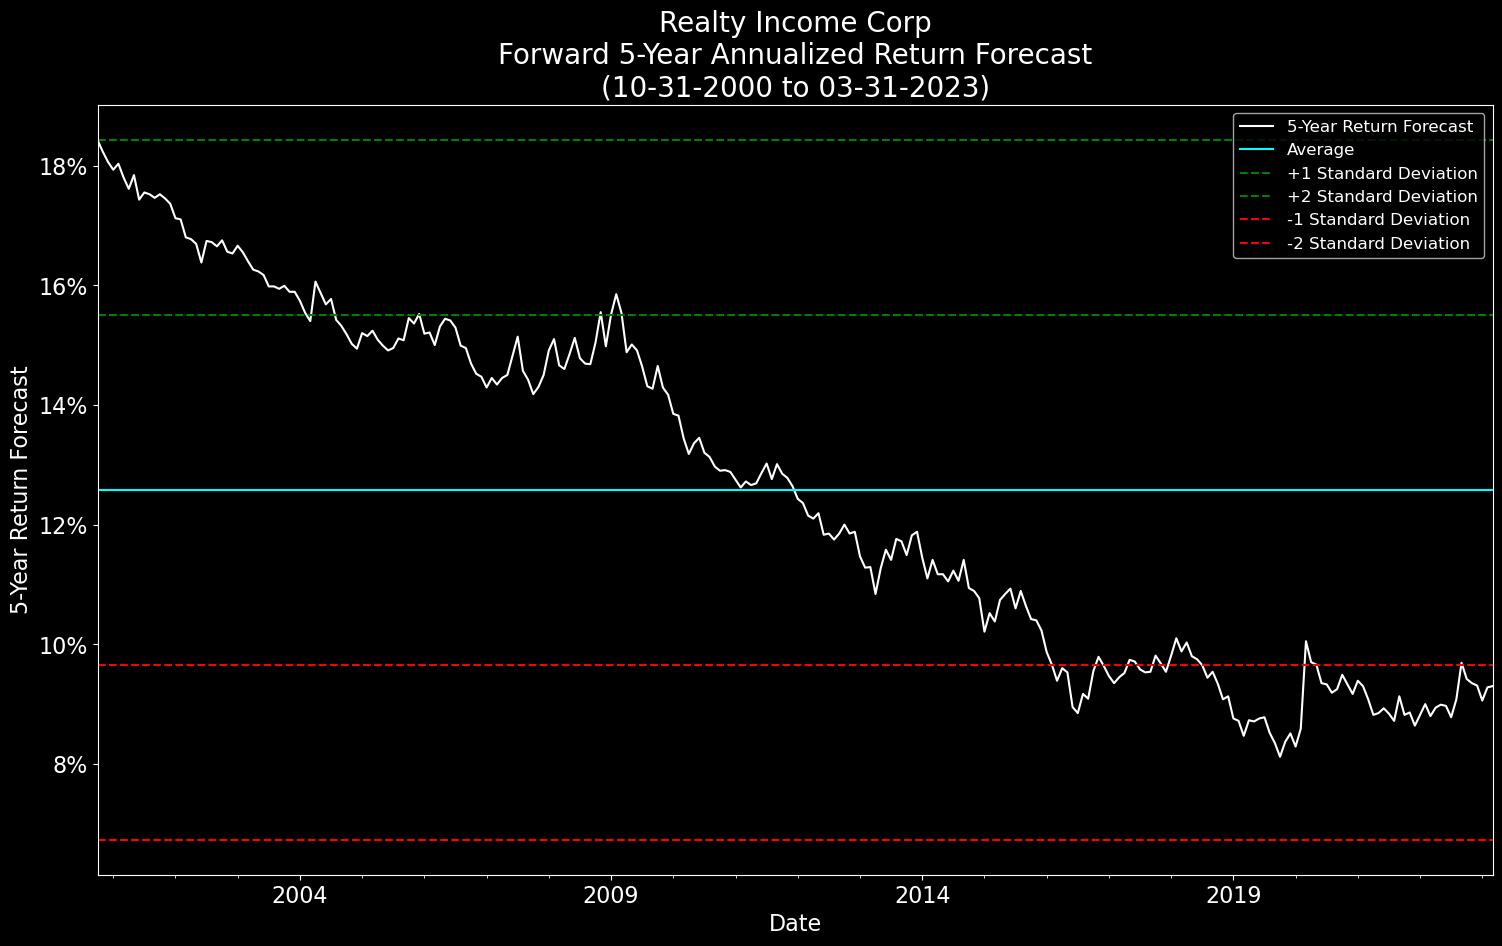 Realty Income Corp
Forward 5-Year Annualized Return Forecast
(10-31-2000 to 03-31-2023)
5-Year Return Forecast
Average
+1 Standard Deviation
+2 Standard Deviation
-1 Standard Deviation
-2 Standard Deviation
18%
16%
14%
12%
10%
8%
5-Year Return Forecast
2004
2009
2014
2019
Date